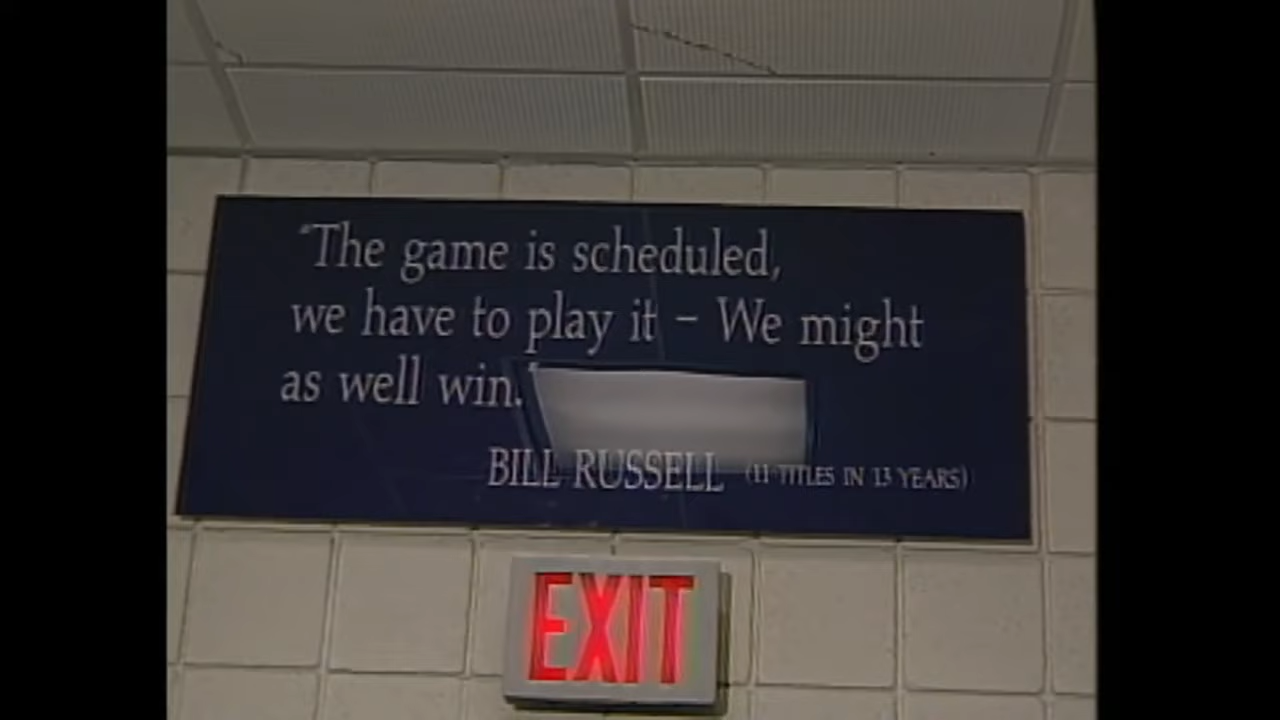 "The game is scheduled,
we have to play it – We might
as well win."
BILL RUSSELL (11 TITLES IN 13 YEARS)
EXIT